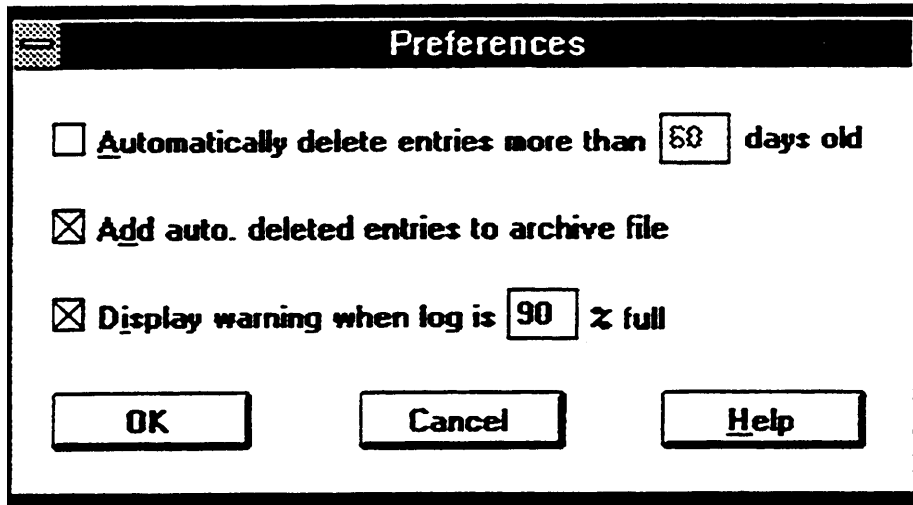 Preferences
Automatically delete entries more than 60 days old
Add auto. deleted entries to archive file
Display warning when log is 90 % full
OK Cancel Help